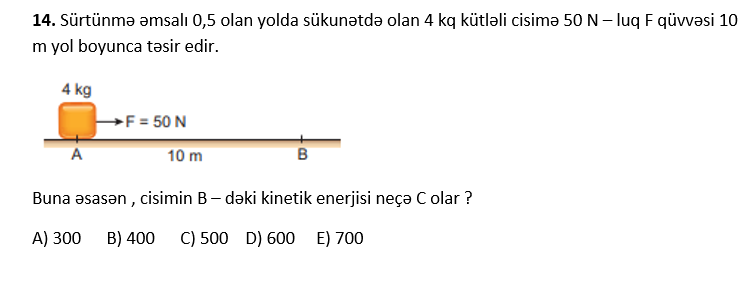 14. Sürtünmə əmsalı 0,5 olan yolda sükunətdə olan 4 kq kütləli cisimə 50 N – luq F qüvvəsi 10
m yol boyunca təsir edir.
4 kg
F = 50 N
A 10 m B
Buna əsasən , cisimin B – dəki kinetik enerjisi neçə C olar ?
A) 300 B) 400 C) 500 D) 600 E) 700